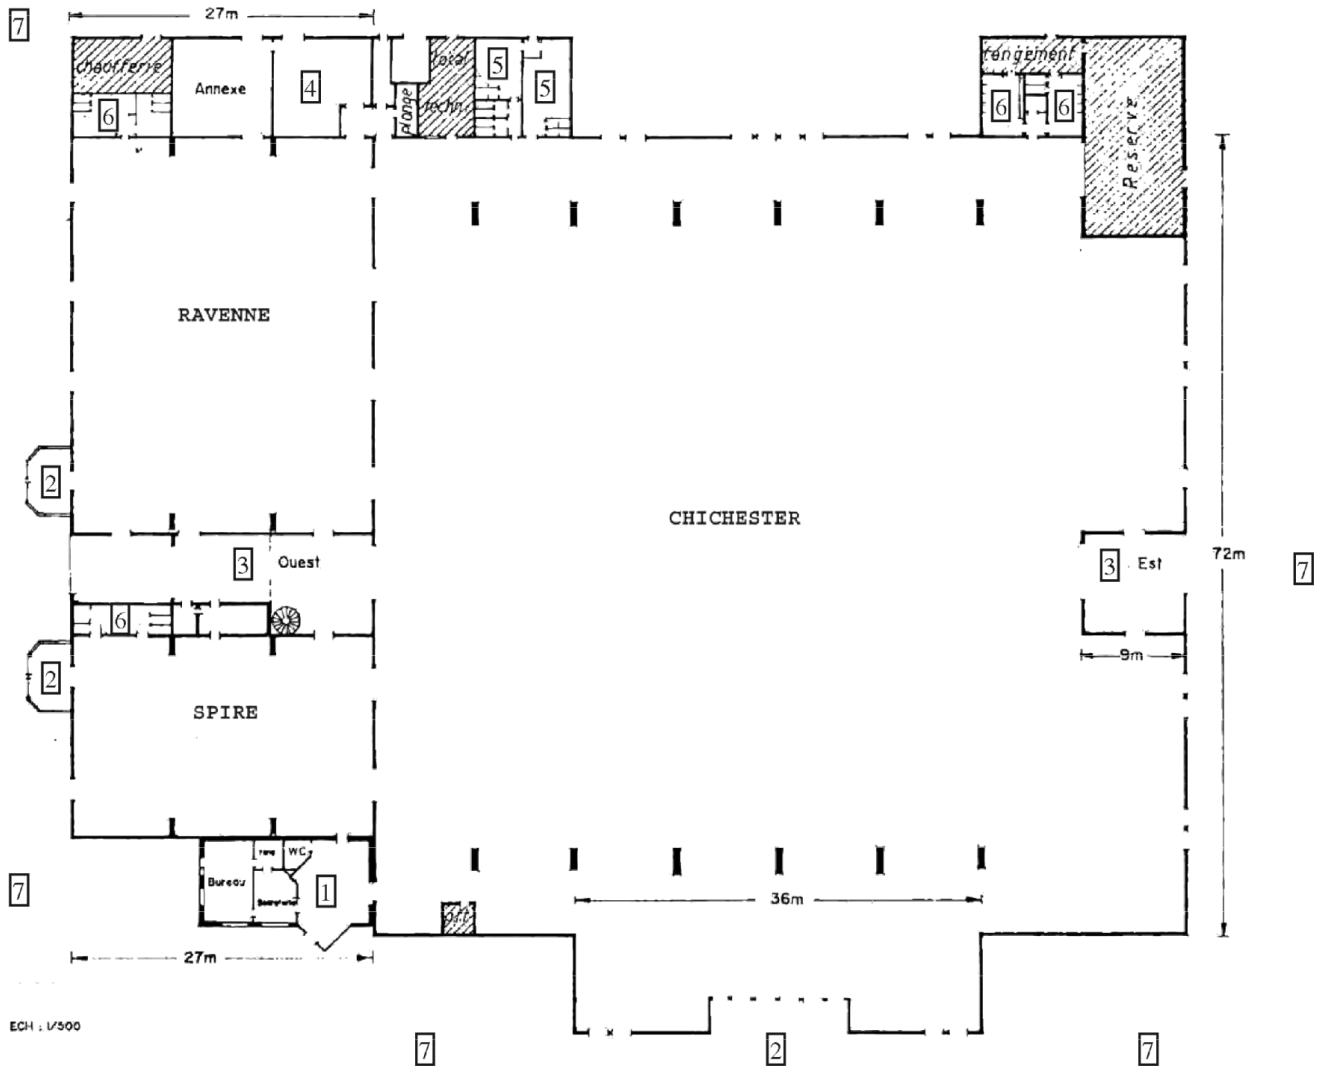 7
27m
chaufferie
Annexe
4
local
techn.
plonge
5
5
rangement
6
6
6
Réserve
RAVENNE
2
CHICHESTER
3
Ouest
3
Est
72m
7
6
2
9m
SPIRE
WC
Bureau
1
7
36m
27m
ECH : 1/500
7
2
7